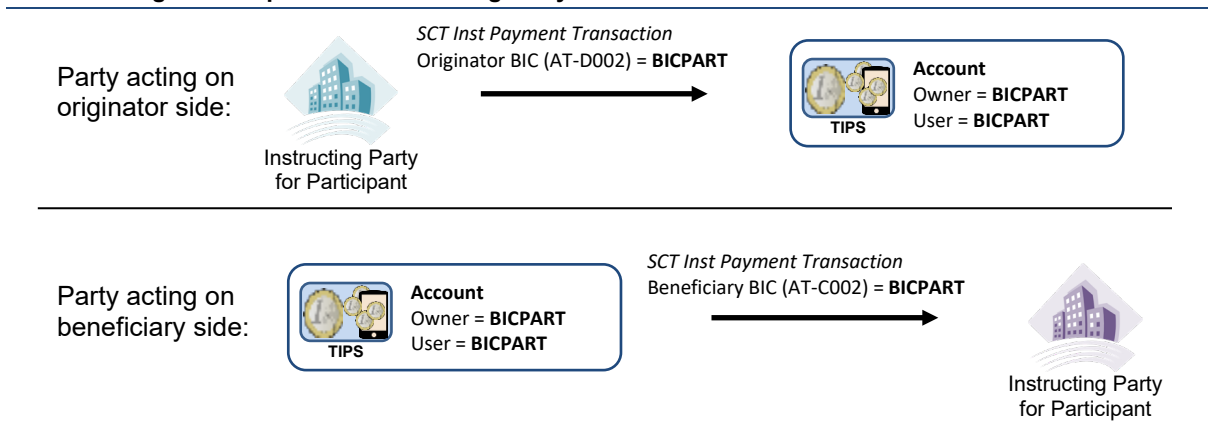 SCT Inst Payment Transaction
Originator BIC (AT-D002) = BICPART
Party acting on
originator side:
Instructing Party
for Participant
TIPS
Account
Owner = BICPART
User = BICPART
Party acting on
beneficiary side:
TIPS
Account
Owner = BICPART
User = BICPART
SCT Inst Payment Transaction
Beneficiary BIC (AT-C002) = BICPART
Instructing Party
for Participant